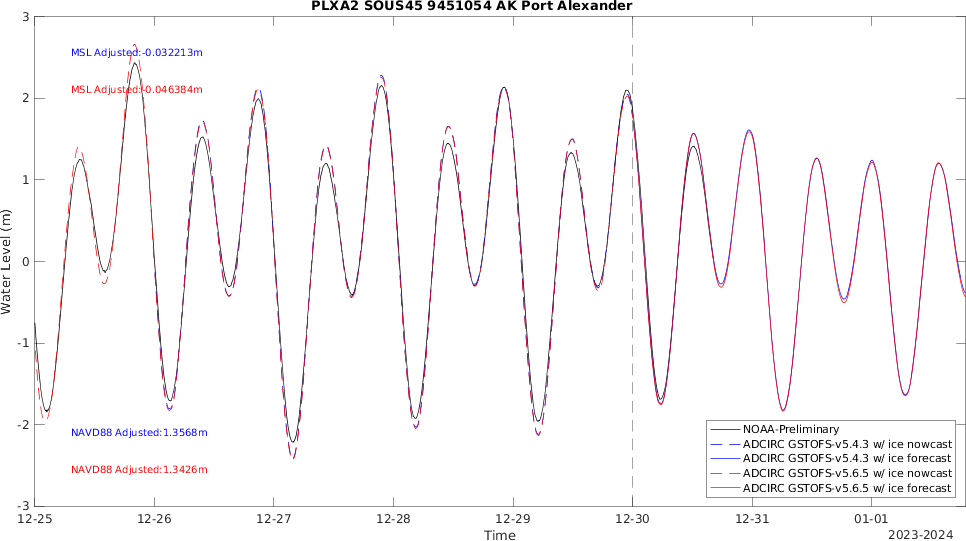 PLXA2 SOUS45 9451054 AK Port Alexander
3
2
1
0
-1
-2
-3
Water Level (m)
MSL Adjusted:-0.032213m
MSL Adjusted:-0.046384m
NAVD88 Adjusted:1.3568m
NAVD88 Adjusted:1.3426m
NOAA-Preliminary
ADCIRC GSTOFS-v5.4.3 w/ ice nowcast
ADCIRC GSTOFS-v5.4.3 w/ ice forecast
ADCIRC GSTOFS-v5.6.5 w/ ice nowcast
ADCIRC GSTOFS-v5.6.5 w/ ice forecast
12-25 12-26 12-27 12-28 12-29 12-30 12-31 01-01
Time
2023-2024